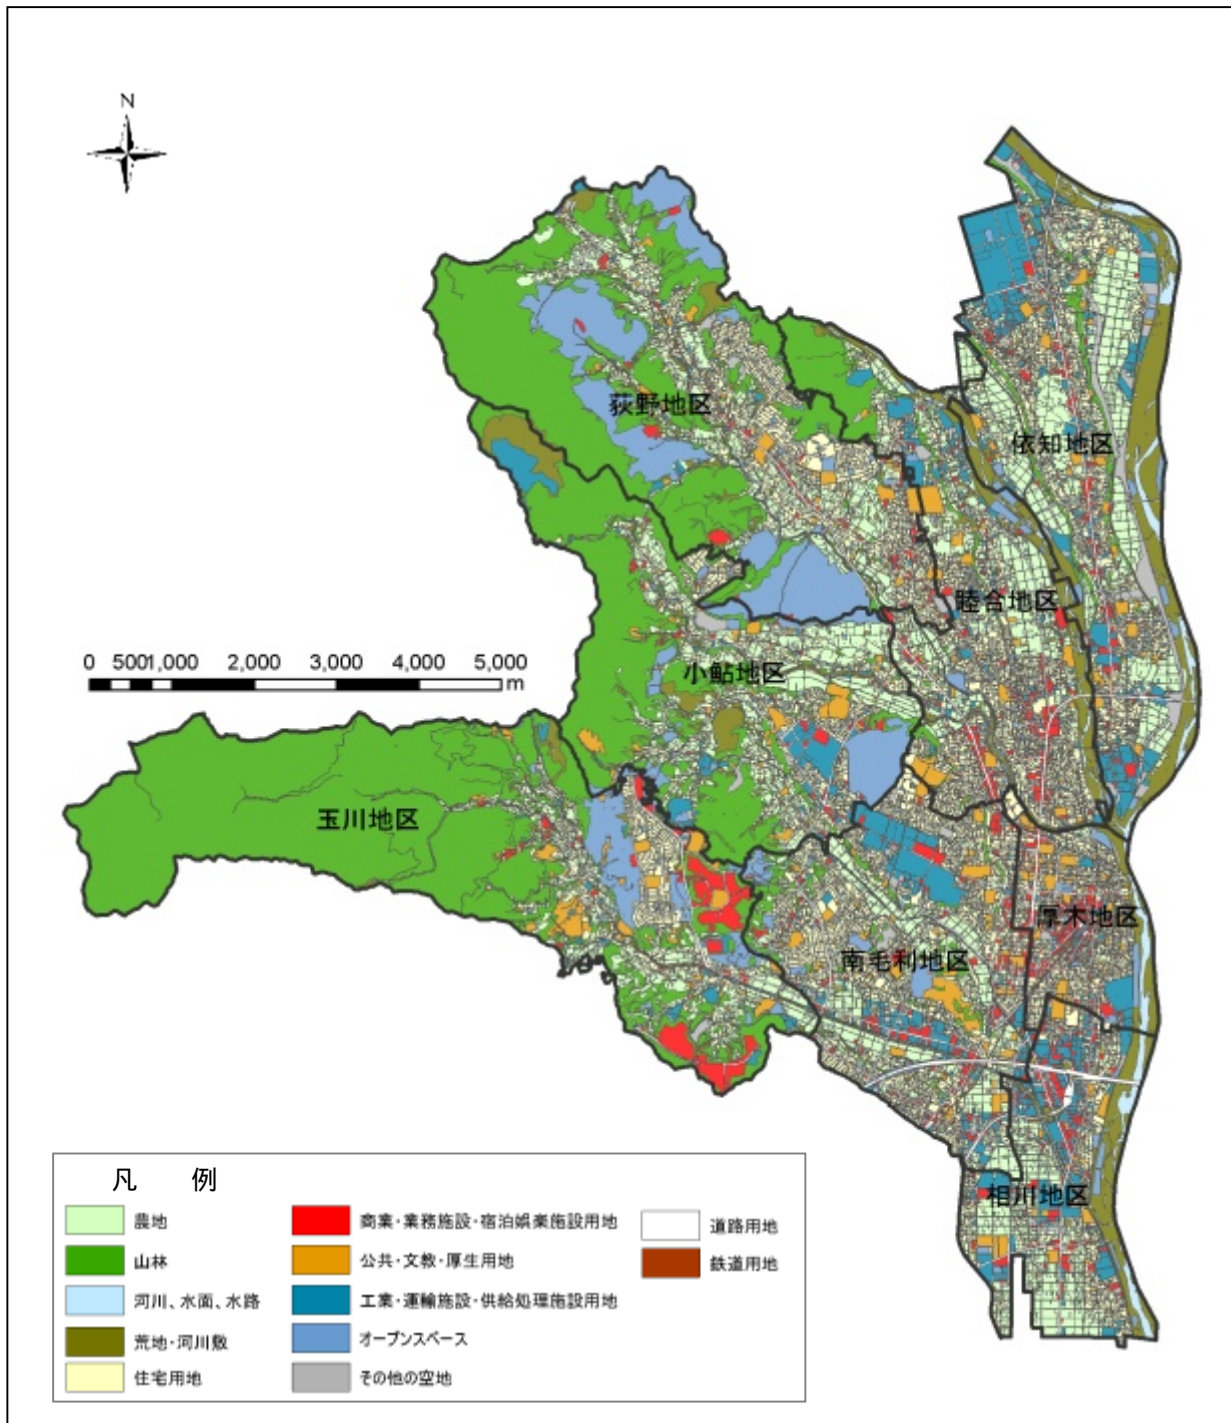 N
荻野地区
依知地区
睦合地区
0 500 1,000 2,000 3,000 4,000 5,000
m
小鮎地区
玉川地区
厚木地区
南毛利地区
相川地区
凡 例
農地
山林
河川、水面、水路
荒地・河川敷
住宅用地
商業・業務施設・宿泊娯楽施設用地
公共・文教・厚生用地
工業・運輸施設・供給処理施設用地
オープンスペース
その他の空地
道路用地
鉄道用地